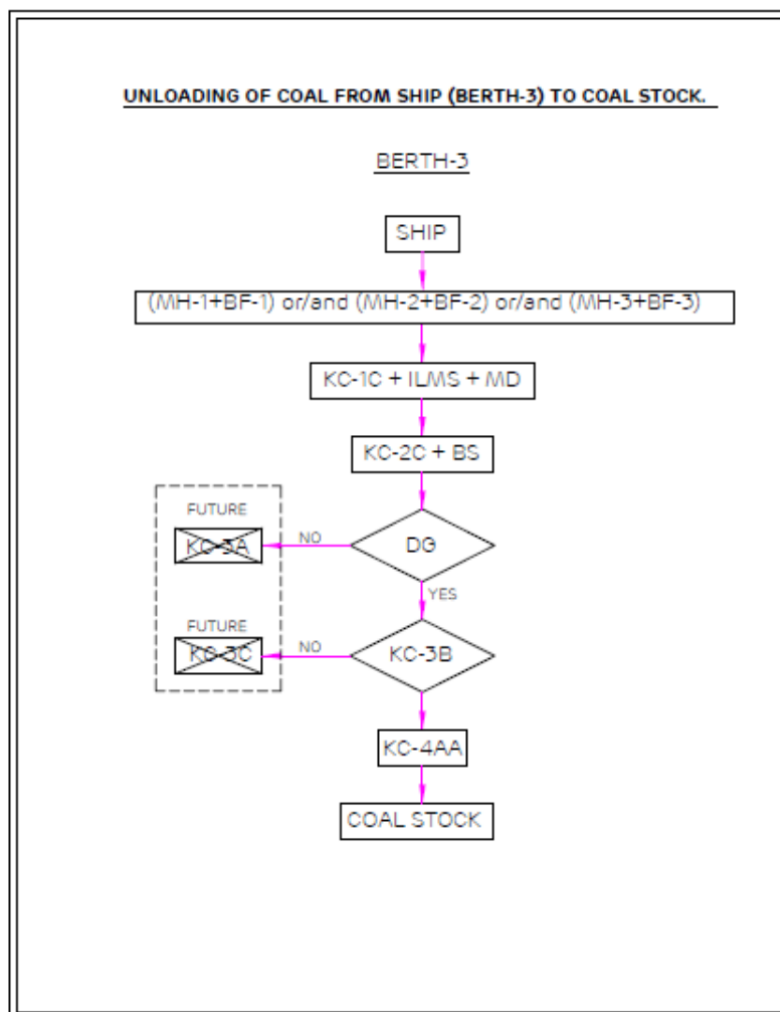 UNLOADING OF COAL FROM SHIP (BERTH-3) TO COAL STOCK.
BERTH-3
SHIP
(MH-1+BF-1) or/and (MH-2+BF-2) or/and (MH-3+BF-3)
KC-1C + ILMS + MD
KC-2C + BS
FUTURE
KC-3A
NO
DG
YES
FUTURE
KC-3C
NO
KC-3B
KC-4AA
COAL STOCK